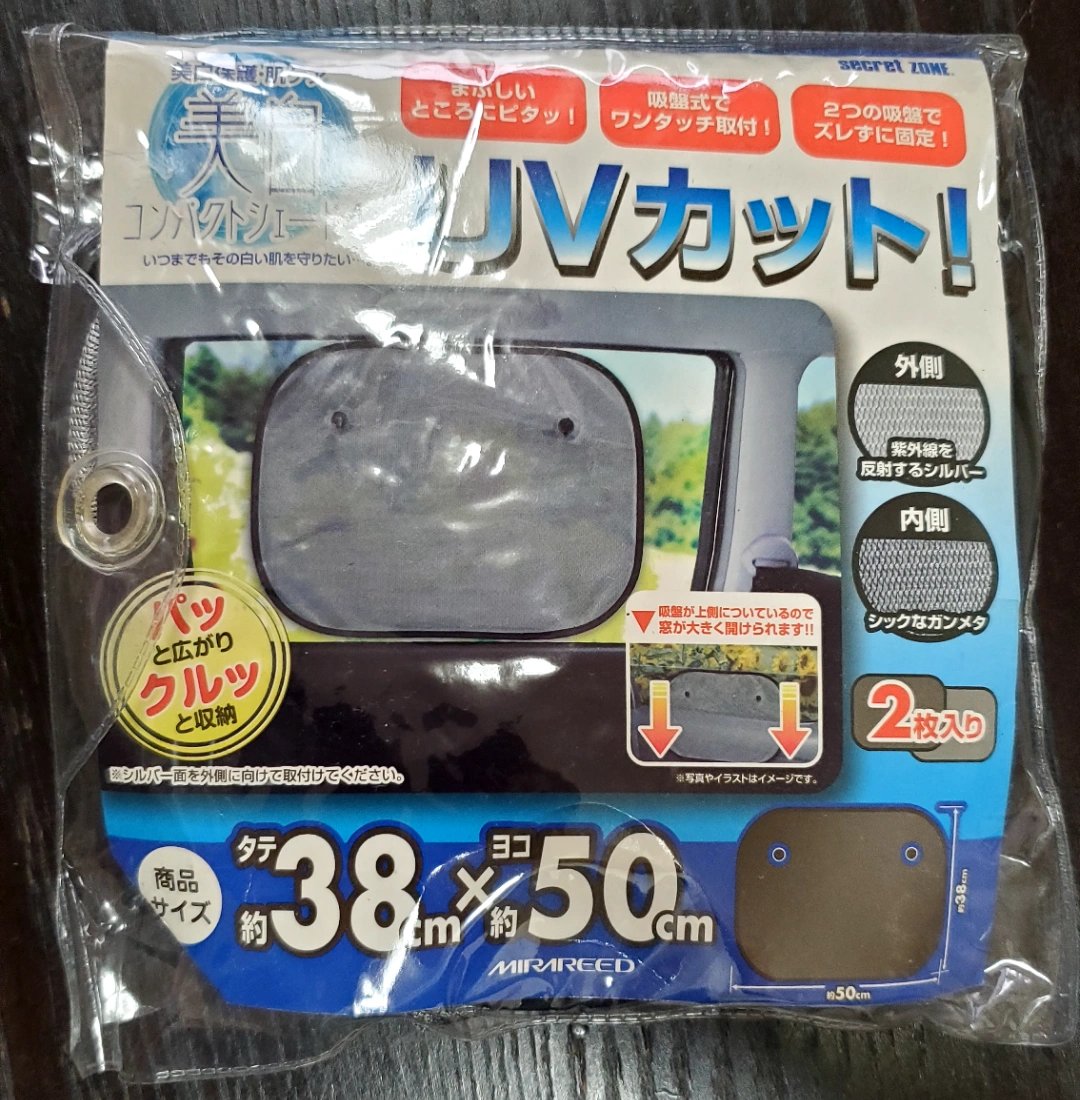 secret ZONE.
美白保護・肌
美白
コンパクトシェード
いつまでもその白い肌を守りたい…
まぶしい
ところにピタッ！
吸盤式で
ワンタッチ取付！
2つの吸盤で
ズレずに固定！
UVカット！
外側
紫外線を
反射するシルバー
内側
シックなガンメタ
パッ
と広がり
クルッ
と収納
吸盤が上側についているので
窓が大きく開けられます!!
2枚入り
※シルバー面を外側に向けて取付けてください。
※写真やイラストはイメージです。
商品
サイズ
タテ
約38cm×
ヨコ
約50cm
約38cm
約50cm
MIRAREED